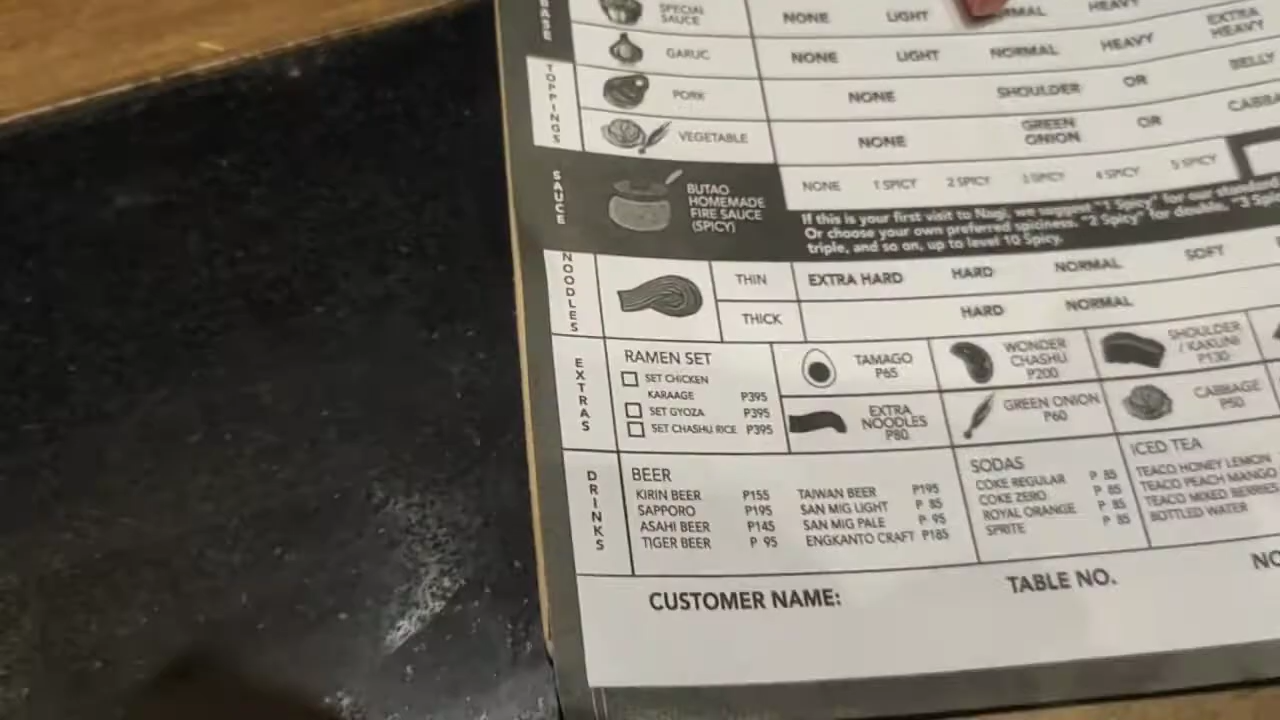 BASE
SPECIAL SAUCE
NONE LIGHT NORMAL HEAVY
GARLIC
NONE LIGHT NORMAL HEAVY EXTRA HEAVY
TOPPINGS
PORK
NONE SHOULDER OR BELLY
VEGETABLE
NONE GREEN ONION OR CABBA
SAUCE
BUTAO
HOMEMADE
FIRE SAUCE
(SPICY)
NONE 1 SPICY 2 SPICY 3 SPICY 4 SPICY 5 SPICY
If this is your first visit to Nagi, we suggest "1 Spicy" for our standard
Or choose your own preferred spiciness. "2 Spicy" for double, "3 Spi
triple, and so on, up to level 10 Spicy.
NOODLES
THIN EXTRA HARD HARD NORMAL SOFT
THICK HARD NORMAL
EXTRAS
RAMEN SET
SET CHICKEN
KARAAGE P395
SET GYOZA P395
SET CHASHU RICE P395
TAMAGO
P65
WONDER
CHASHU
P200
SHOULDER
/ KAKUNI
P130
EXTRA
NOODLES
P80
GREEN ONION
P60
CABBAGE
P50
DRINKS
BEER
KIRIN BEER P155
SAPPORO P195
ASAHI BEER P145
TIGER BEER P 95
TAIWAN BEER P195
SAN MIG LIGHT P 85
SAN MIG PALE P 95
ENGKANTO CRAFT P185
SODAS
COKE REGULAR P 85
COKE ZERO P 85
ROYAL ORANGE P 85
SPRITE P 85
ICED TEA
TEACO HONEY LEMON
TEACO PEACH MANGO
TEACO MIXED BERRIES
BOTTLED WATER
CUSTOMER NAME:
TABLE NO.
NO